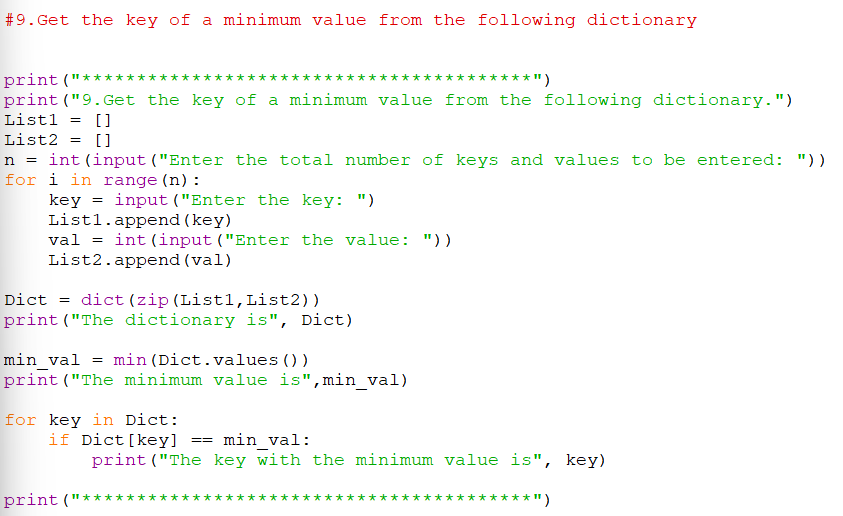 #9.Get the key of a minimum value from the following dictionary
print("*****************************************")
print("9.Get the key of a minimum value from the following dictionary.")
List1 = []
List2 = []
n = int(input("Enter the total number of keys and values to be entered: "))
for i in range(n):
    key = input("Enter the key: ")
    List1.append(key)
    val = int(input("Enter the value: "))
    List2.append(val)
Dict = dict(zip(List1,List2))
print("The dictionary is", Dict)
min_val = min(Dict.values())
print("The minimum value is",min_val)
for key in Dict:
    if Dict[key] == min_val:
        print("The key with the minimum value is", key)
print("*****************************************")